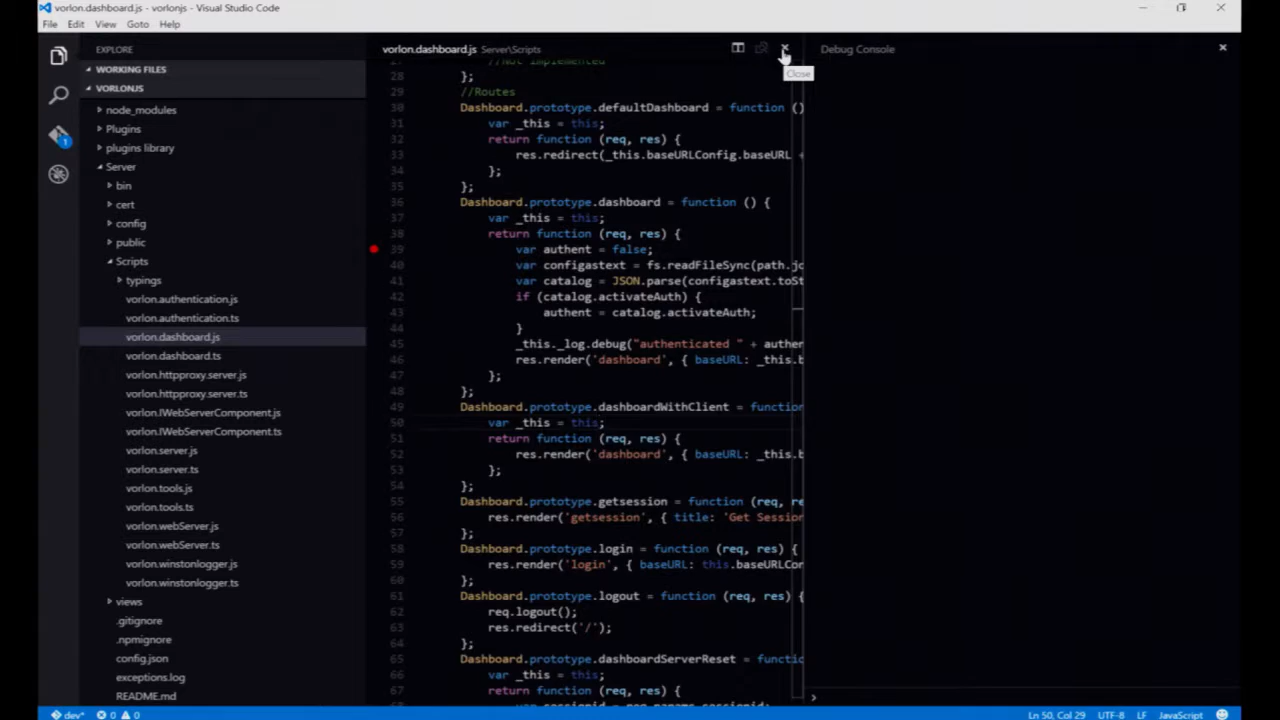 vorlon.dashboard.js - vorlonjs - Visual Studio Code
File Edit View Goto Help
EXPLORE
WORKING FILES
VORLONJS
node_modules
Plugins
plugins library
Server
bin
cert
config
public
Scripts
typings
vorlon.authentication.js
vorlon.authentication.ts
vorlon.dashboard.js
vorlon.dashboard.ts
vorlon.httpproxy.server.js
vorlon.httpproxy.server.ts
vorlon.IWebServerComponent.js
vorlon.IWebServerComponent.ts
vorlon.server.js
vorlon.server.ts
vorlon.tools.js
vorlon.tools.ts
vorlon.webServer.js
vorlon.webServer.ts
vorlon.winstonlogger.js
vorlon.winstonlogger.ts
views
.gitignore
.npmignore
config.json
exceptions.log
README.md
1
vorlon.dashboard.js Server\Scripts
Close
27 //Not implemented
28 };
29 //Routes
30 Dashboard.prototype.defaultDashboard = function ()
31 var _this = this;
32 return function (req, res) {
33 res.redirect(_this.baseURLConfig.baseURL +
34 };
35 };
36 Dashboard.prototype.dashboard = function () {
37 var _this = this;
38 return function (req, res) {
39 var authent = false;
40 var configastext = fs.readFileSync(path.jo
41 var catalog = JSON.parse(configastext.toSt
42 if (catalog.activateAuth) {
43 authent = catalog.activateAuth;
44 }
45 _this._log.debug("authenticated " + authen
46 res.render('dashboard', { baseURL: _this.b
47 };
48 };
49 Dashboard.prototype.dashboardWithClient = function
50 var _this = this;
51 return function (req, res) {
52 res.render('dashboard', { baseURL: _this.b
53 };
54 };
55 Dashboard.prototype.getsession = function (req, re
56 res.render('getsession', { title: 'Get Session
57 };
58 Dashboard.prototype.login = function (req, res) {
59 res.render('login', { baseURL: this.baseURLCon
60 };
61 Dashboard.prototype.logout = function (req, res) {
62 req.logout();
63 res.redirect('/');
64 };
65 Dashboard.prototype.dashboardServerReset = functio
66 var _this = this;
67 return function (req, res) {
Debug Console
dev* 0 0 Ln 50, Col 29 UTF-8 LF JavaScript